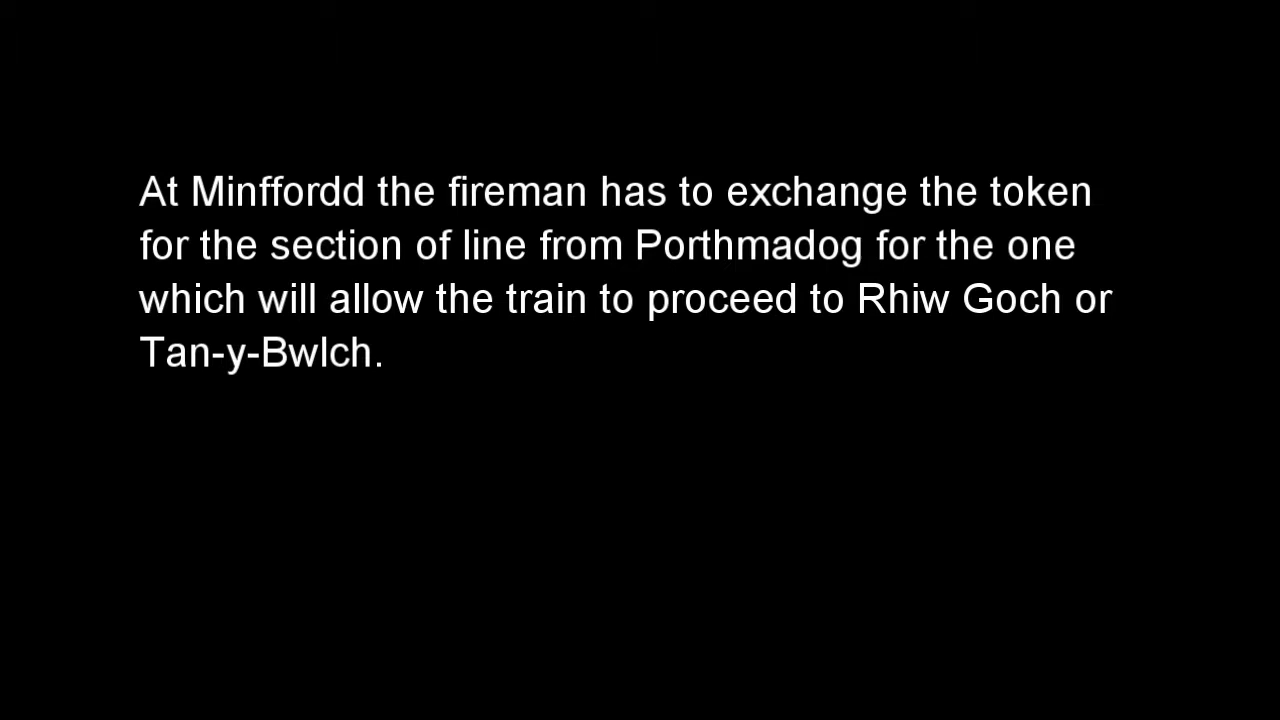 At Minffordd the fireman has to exchange the token
for the section of line from Porthmadog for the one
which will allow the train to proceed to Rhiw Goch or
Tan-y-Bwlch.